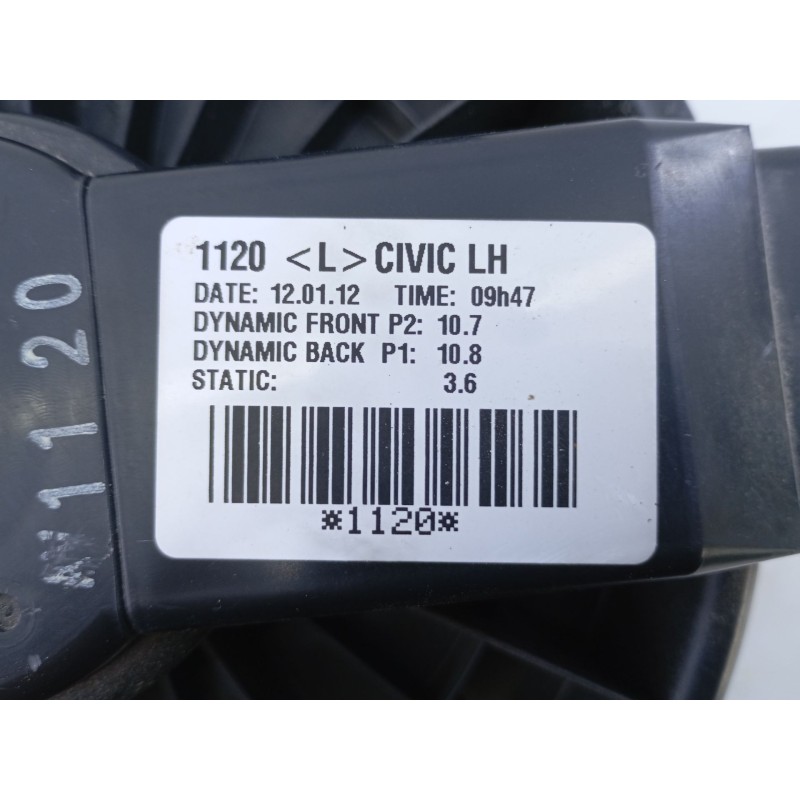 1120 <L> CIVIC LH
DATE: 12.01.12 TIME: 09h47
DYNAMIC FRONT P2: 10.7
DYNAMIC BACK P1: 10.8
STATIC: 3.6
*1120*
N°1120